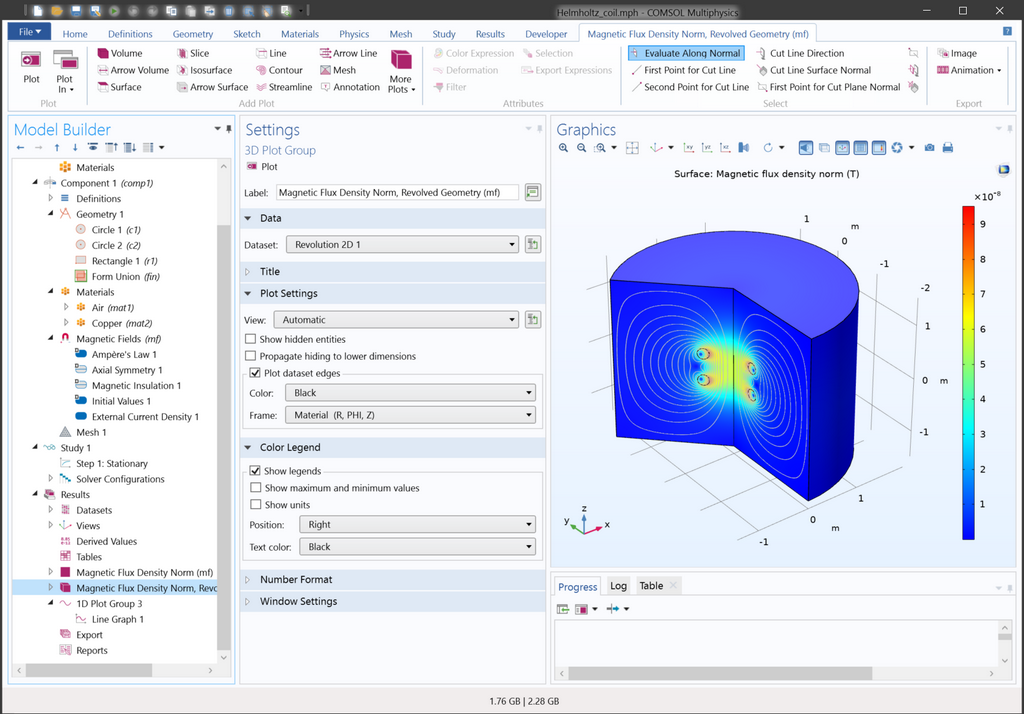 Helmholtz_coil.mph - COMSOL Multiphysics
File Home Definitions Geometry Sketch Materials Physics Mesh Study Results Developer Magnetic Flux Density Norm, Revolved Geometry (mf)
Plot
Plot In
Plot
Volume Slice Line Arrow Line
Arrow Volume Isosurface Contour Mesh
Surface Arrow Surface Streamline Annotation
More Plots
Add Plot
Color Expression Selection
Deformation Export Expressions
Filter
Attributes
Evaluate Along Normal Cut Line Direction
First Point for Cut Line Cut Line Surface Normal
Second Point for Cut Line First Point for Cut Plane Normal
Select
Image
Animation
Export
Model Builder
Materials
Component 1 (comp1)
Definitions
Geometry 1
Circle 1 (c1)
Circle 2 (c2)
Rectangle 1 (r1)
Form Union (fin)
Materials
Air (mat1)
Copper (mat2)
Magnetic Fields (mf)
Ampère's Law 1
Axial Symmetry 1
Magnetic Insulation 1
Initial Values 1
External Current Density 1
Mesh 1
Study 1
Step 1: Stationary
Solver Configurations
Results
Datasets
Views
Derived Values
Tables
Magnetic Flux Density Norm (mf)
Magnetic Flux Density Norm, Revo
1D Plot Group 3
Line Graph 1
Export
Reports
Settings
3D Plot Group
Plot
Label: Magnetic Flux Density Norm, Revolved Geometry (mf)
Data
Dataset: Revolution 2D 1
Title
Plot Settings
View: Automatic
Show hidden entities
Propagate hiding to lower dimensions
Plot dataset edges
Color: Black
Frame: Material (R, PHI, Z)
Color Legend
Show legends
Show maximum and minimum values
Show units
Position: Right
Text color: Black
Number Format
Window Settings
Graphics
xy yz xz
Surface: Magnetic flux density norm (T)
×10⁻⁸
9
8
7
6
5
4
3
2
1
1
m
0
-1
-2
1
0 m
-1
1
0
m
-1
z
y
x
Progress Log Table
1.76 GB | 2.28 GB